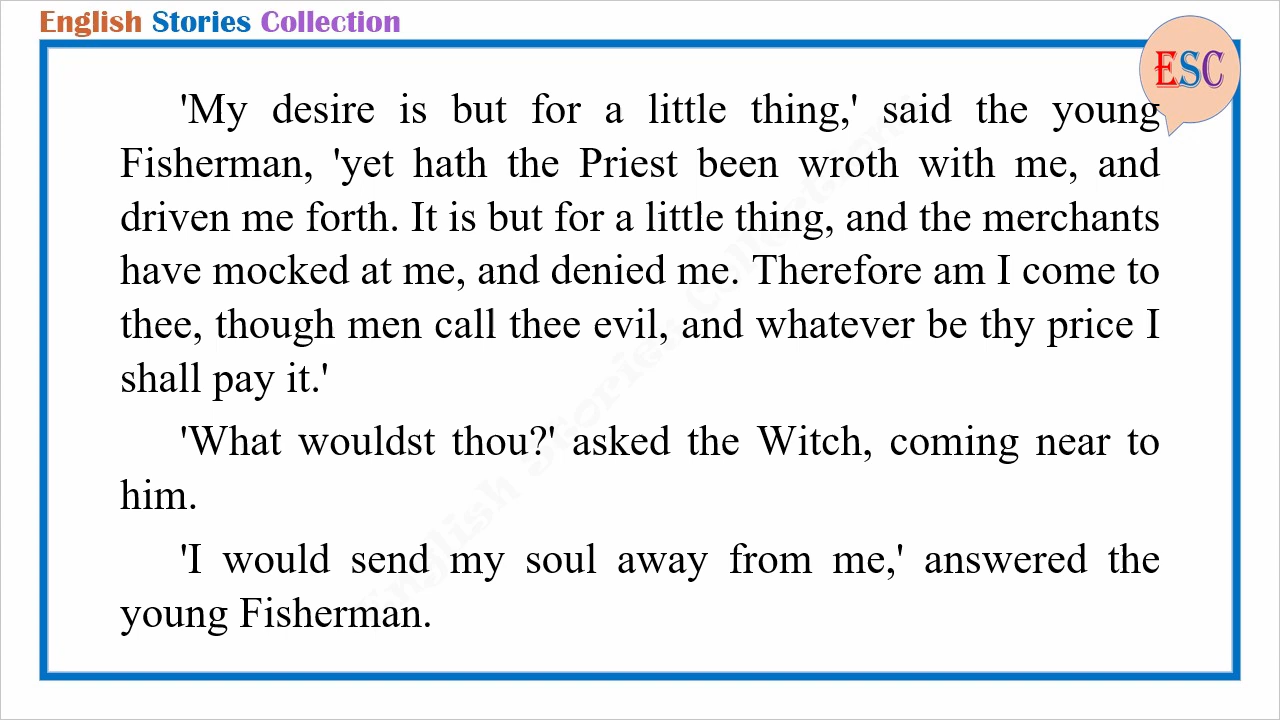 English Stories Collection
ESC
'My desire is but for a little thing,' said the young
Fisherman, 'yet hath the Priest been wroth with me, and
driven me forth. It is but for a little thing, and the merchants
have mocked at me, and denied me. Therefore am I come to
thee, though men call thee evil, and whatever be thy price I
shall pay it.'
'What wouldst thou?' asked the Witch, coming near to
him.
'I would send my soul away from me,' answered the
young Fisherman.
English Stories Collection